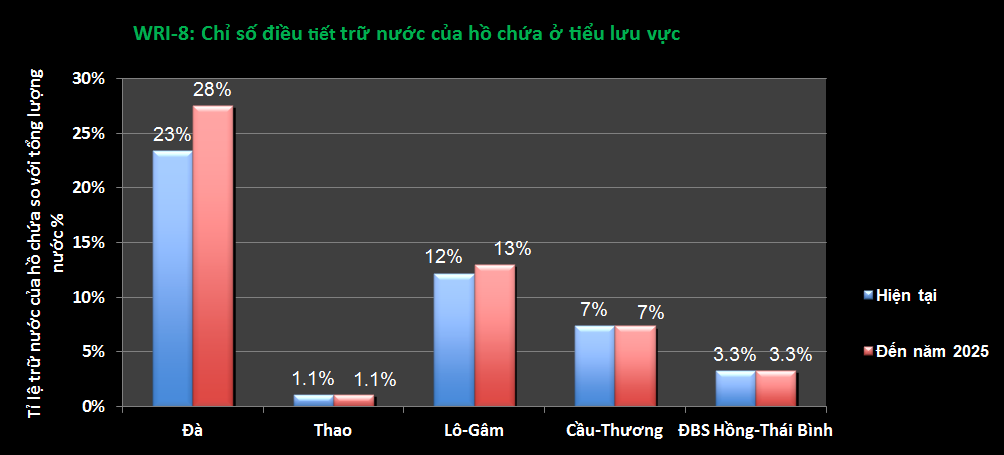 WRI-8: Chỉ số điều tiết trữ nước của hồ chứa ở tiểu lưu vực
Tỉ lệ trữ nước của hồ chứa so với tổng lượng
nước %
30%
25%
20%
15%
10%
5%
0%
23%
28%
1.1%
1.1%
12%
13%
7%
7%
3.3%
3.3%
Đà
Thao
Lô-Gâm
Cầu-Thương
ĐBS Hồng-Thái Bình
Hiện tại
Đến năm 2025